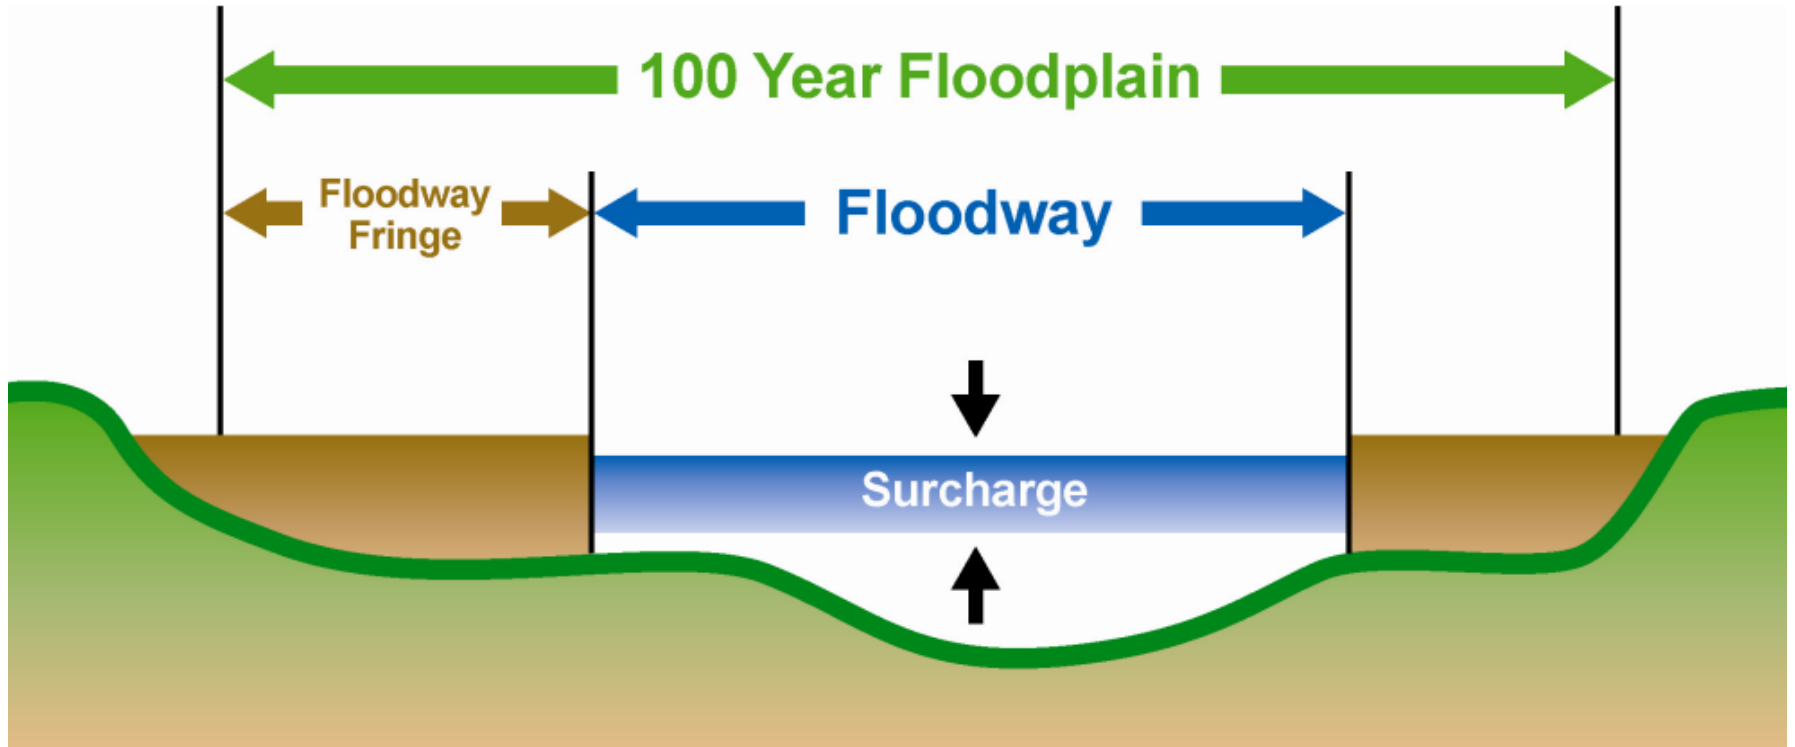 100 Year Floodplain
Floodway
Fringe
Floodway
Surcharge